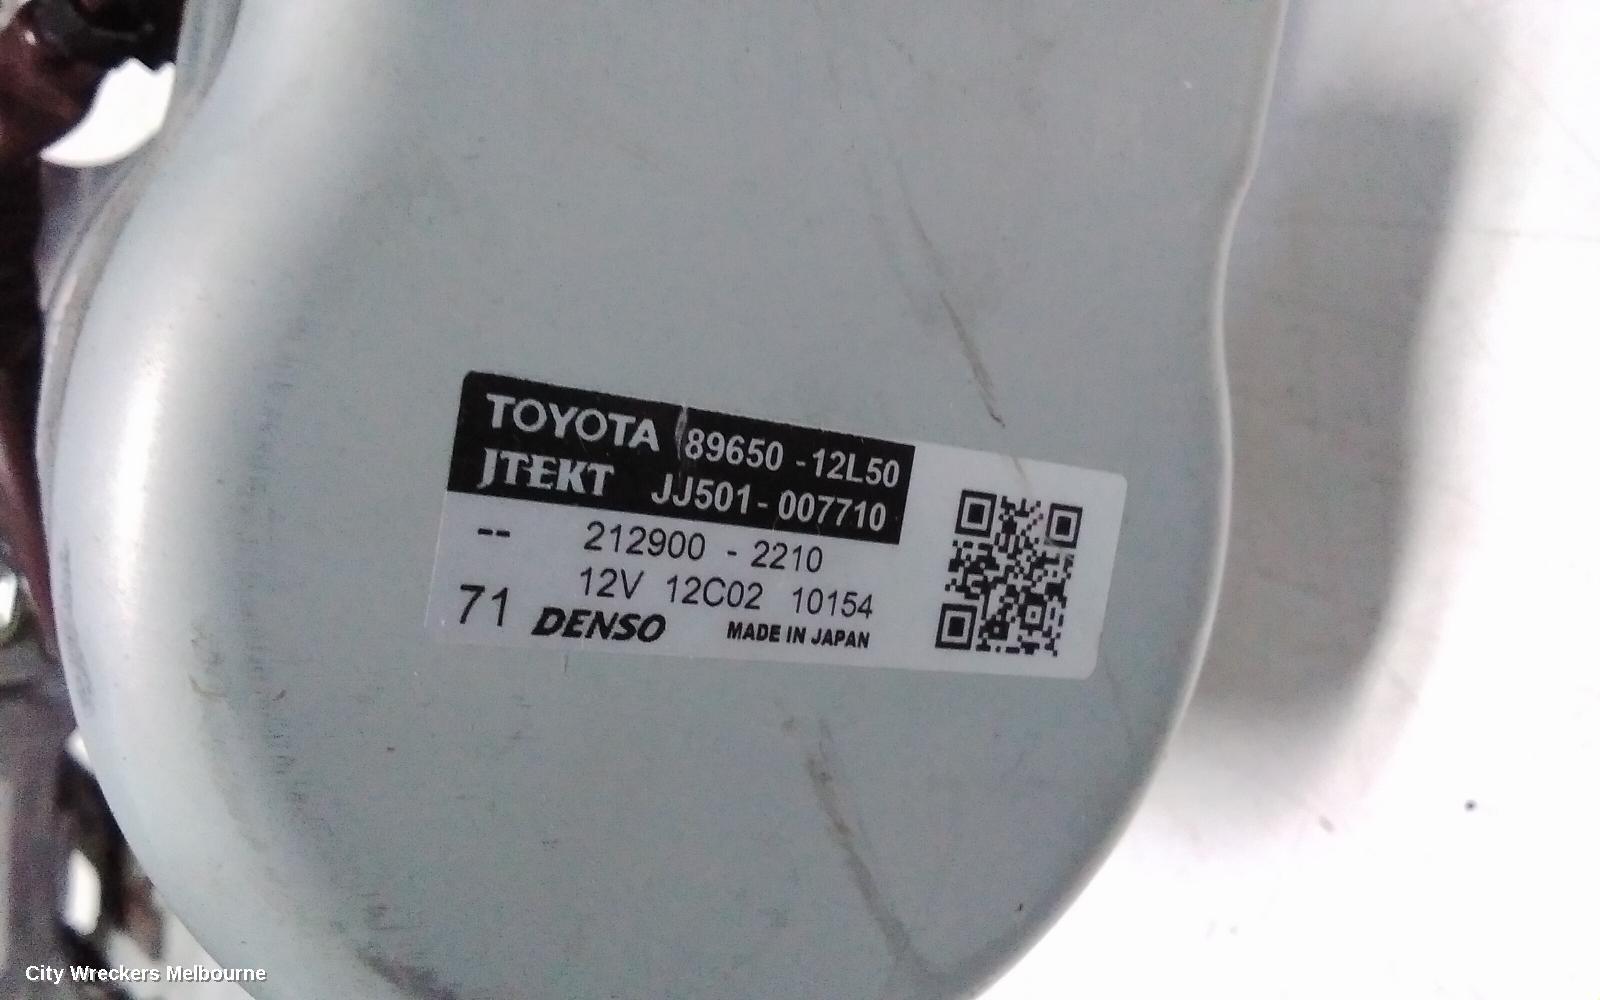 TOYOTA 89650-12L50
JTEKT JJ501-007710
-- 212900-2210
12V 12C02 10154
71 DENSO MADE IN JAPAN
City Wreckers Melbourne